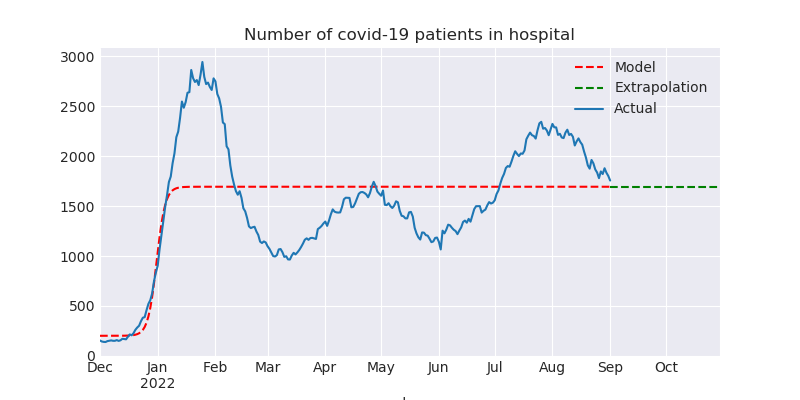 Number of covid-19 patients in hospital
3000
2500
2000
1500
1000
500
0
Model
Extrapolation
Actual
Dec Jan Feb Mar Apr May Jun Jul Aug Sep Oct
2022